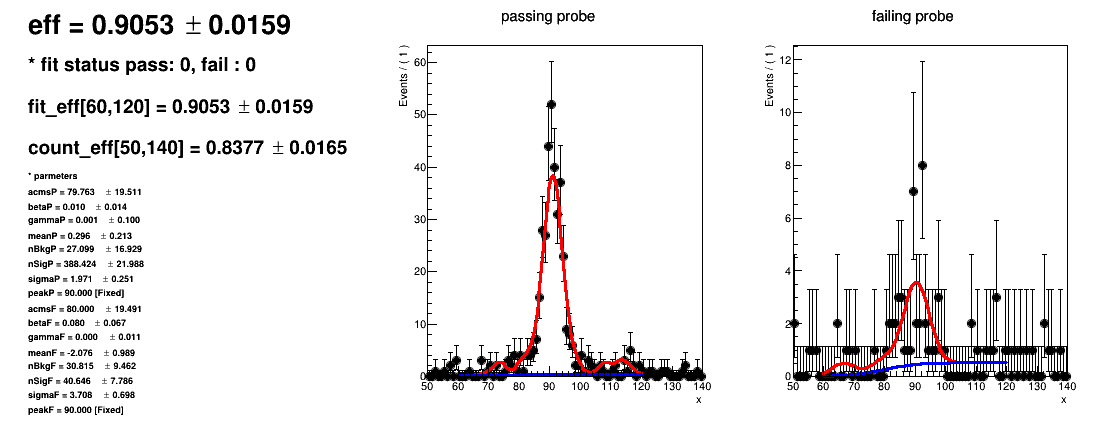 eff = 0.9053 ± 0.0159
* fit status pass: 0, fail : 0
fit_eff[60,120] = 0.9053 ± 0.0159
count_eff[50,140] = 0.8377 ± 0.0165
* parmeters
acmsP = 79.763 ± 19.511
betaP = 0.010 ± 0.014
gammaP = 0.001 ± 0.100
meanP = 0.296 ± 0.213
nBkgP = 27.099 ± 16.929
nSigP = 388.424 ± 21.988
sigmaP = 1.971 ± 0.251
peakP = 90.000 [Fixed]
acmsF = 80.000 ± 19.491
betaF = 0.080 ± 0.067
gammaF = 0.000 ± 0.011
meanF = -2.076 ± 0.989
nBkgF = 30.815 ± 9.462
nSigF = 40.646 ± 7.786
sigmaF = 3.708 ± 0.698
peakF = 90.000 [Fixed]
passing probe
Events / ( 1 )
60
50
40
30
20
10
0
50 60 70 80 90 100 110 120 130 140
x
failing probe
Events / ( 1 )
12
10
8
6
4
2
0
50 60 70 80 90 100 110 120 130 140
x